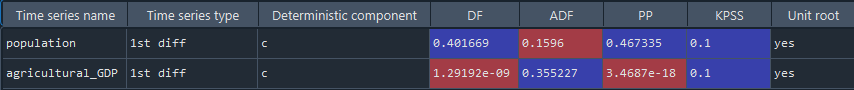 Time series name Time series type Deterministic component DF ADF PP KPSS Unit root
population 1st diff c 0.401669 0.1596 0.467335 0.1 yes
agricultural_GDP 1st diff c 1.29192e-09 0.355227 3.4687e-18 0.1 yes